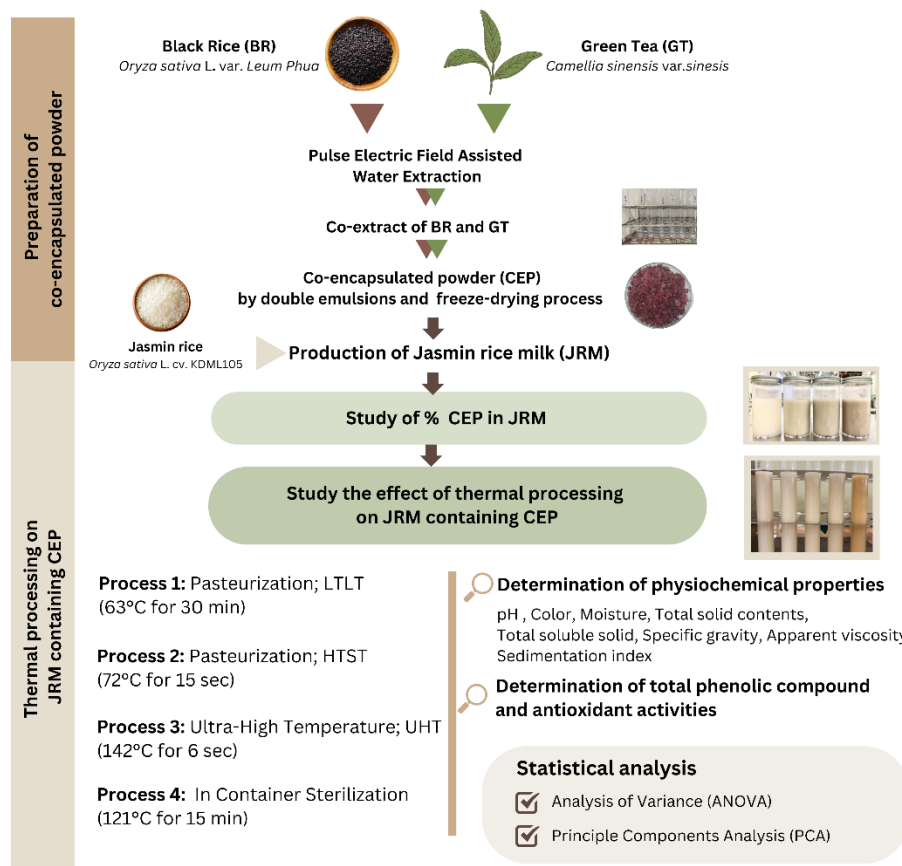 Preparation of
co-encapsulated powder
Black Rice (BR)
Oryza sativa L. var. Leum Phua
Green Tea (GT)
Camellia sinensis var.sinesis
Pulse Electric Field Assisted
Water Extraction
Co-extract of BR and GT
Co-encapsulated powder (CEP)
by double emulsions and freeze-drying process
Jasmin rice
Oryza sativa L. cv. KDML105
Production of Jasmin rice milk (JRM)
Study of % CEP in JRM
Study the effect of thermal processing
on JRM containing CEP
Thermal processing on
JRM containing CEP
Process 1: Pasteurization; LTLT
(63°C for 30 min)
Process 2: Pasteurization; HTST
(72°C for 15 sec)
Process 3: Ultra-High Temperature; UHT
(142°C for 6 sec)
Process 4: In Container Sterilization
(121°C for 15 min)
Determination of physiochemical properties
pH , Color, Moisture, Total solid contents,
Total soluble solid, Specific gravity, Apparent viscosity
Sedimentation index
Determination of total phenolic compound
and antioxidant activities
Statistical analysis
Analysis of Variance (ANOVA)
Principle Components Analysis (PCA)